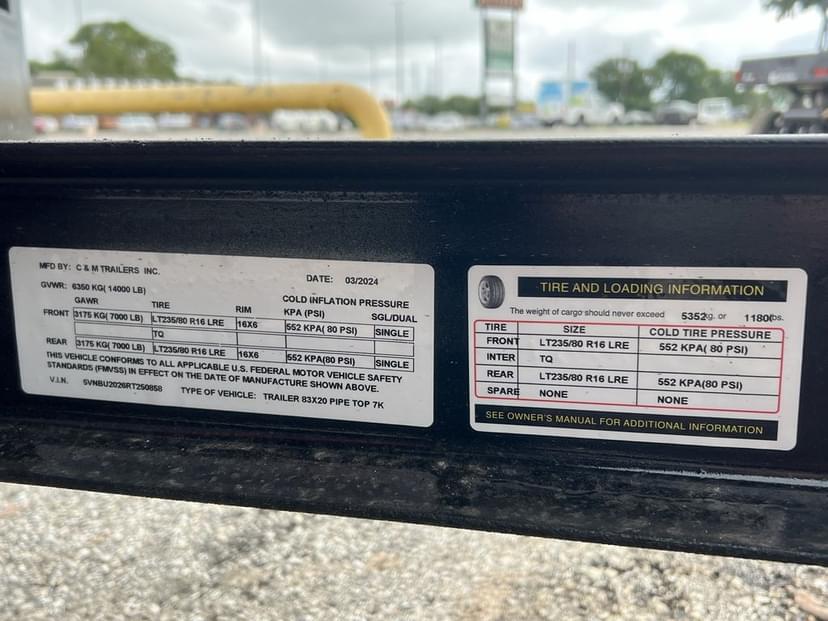 MFD BY: C & M TRAILERS INC.
DATE: 03/2024
GVWR: 6350 KG( 14000 LB)
COLD INFLATION PRESSURE
GAWR TIRE RIM KPA (PSI) SGL/DUAL
FRONT 3175 KG( 7000 LB) LT235/80 R16 LRE 16X6 552 KPA( 80 PSI) SINGLE
TQ
REAR 3175 KG( 7000 LB) LT235/80 R16 LRE 16X6 552 KPA(80 PSI) SINGLE
THIS VEHICLE CONFORMS TO ALL APPLICABLE U.S. FEDERAL MOTOR VEHICLE SAFETY
STANDARDS (FMVSS) IN EFFECT ON THE DATE OF MANUFACTURE SHOWN ABOVE.
V.I.N. 5VNBU2026RT250858 TYPE OF VEHICLE: TRAILER 83X20 PIPE TOP 7K
TIRE AND LOADING INFORMATION
The weight of cargo should never exceed 5352g. or 1180lbs.
TIRE SIZE COLD TIRE PRESSURE
FRONT LT235/80 R16 LRE 552 KPA( 80 PSI)
INTER TQ
REAR LT235/80 R16 LRE 552 KPA(80 PSI)
SPARE NONE NONE
SEE OWNER'S MANUAL FOR ADDITIONAL INFORMATION